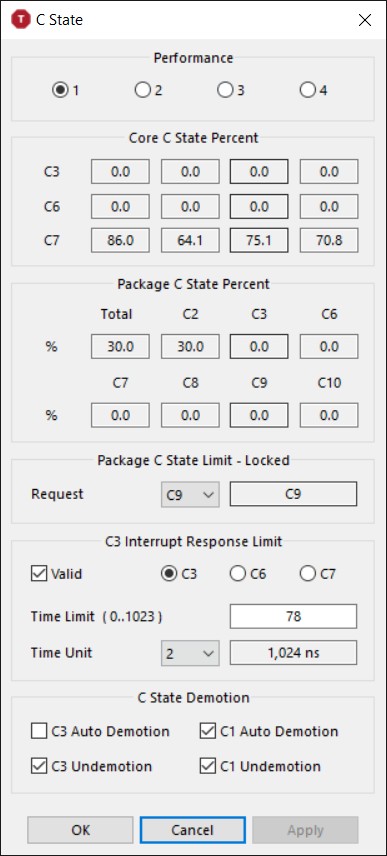 T C State
Performance
1 2 3 4
Core C State Percent
C3 0.0 0.0 0.0 0.0
C6 0.0 0.0 0.0 0.0
C7 86.0 64.1 75.1 70.8
Package C State Percent
Total C2 C3 C6
% 30.0 30.0 0.0 0.0
C7 C8 C9 C10
% 0.0 0.0 0.0 0.0
Package C State Limit - Locked
Request C9 C9
C3 Interrupt Response Limit
Valid C3 C6 C7
Time Limit ( 0..1023 ) 78
Time Unit 2 1,024 ns
C State Demotion
C3 Auto Demotion C1 Auto Demotion
C3 Undemotion C1 Undemotion
OK Cancel Apply